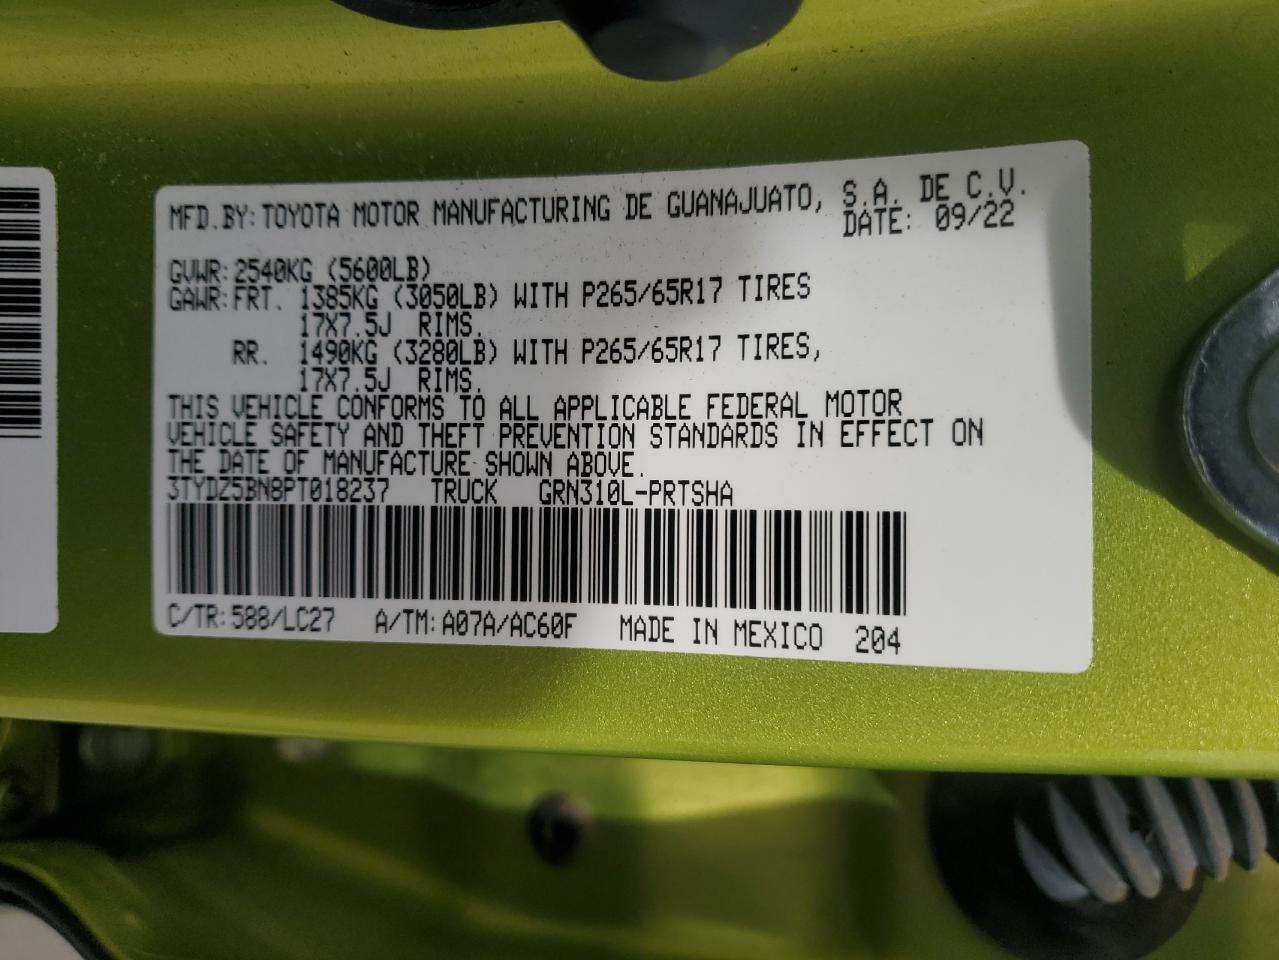 MFD.BY: TOYOTA MOTOR MANUFACTURING DE GUANAJUATO, S.A. DE C.V.
DATE: 09/22
GVWR: 2540KG (5600LB)
GAWR: FRT. 1385KG (3050LB) WITH P265/65R17 TIRES
17X7.5J RIMS.
RR. 1490KG (3280LB) WITH P265/65R17 TIRES,
17X7.5J RIMS.
THIS VEHICLE CONFORMS TO ALL APPLICABLE FEDERAL MOTOR
VEHICLE SAFETY AND THEFT PREVENTION STANDARDS IN EFFECT ON
THE DATE OF MANUFACTURE SHOWN ABOVE.
3TYDZ5BN8PT018237 TRUCK GRN310L-PRTSHA
C/TR: 588/LC27 A/TM: A07A/AC60F MADE IN MEXICO 204